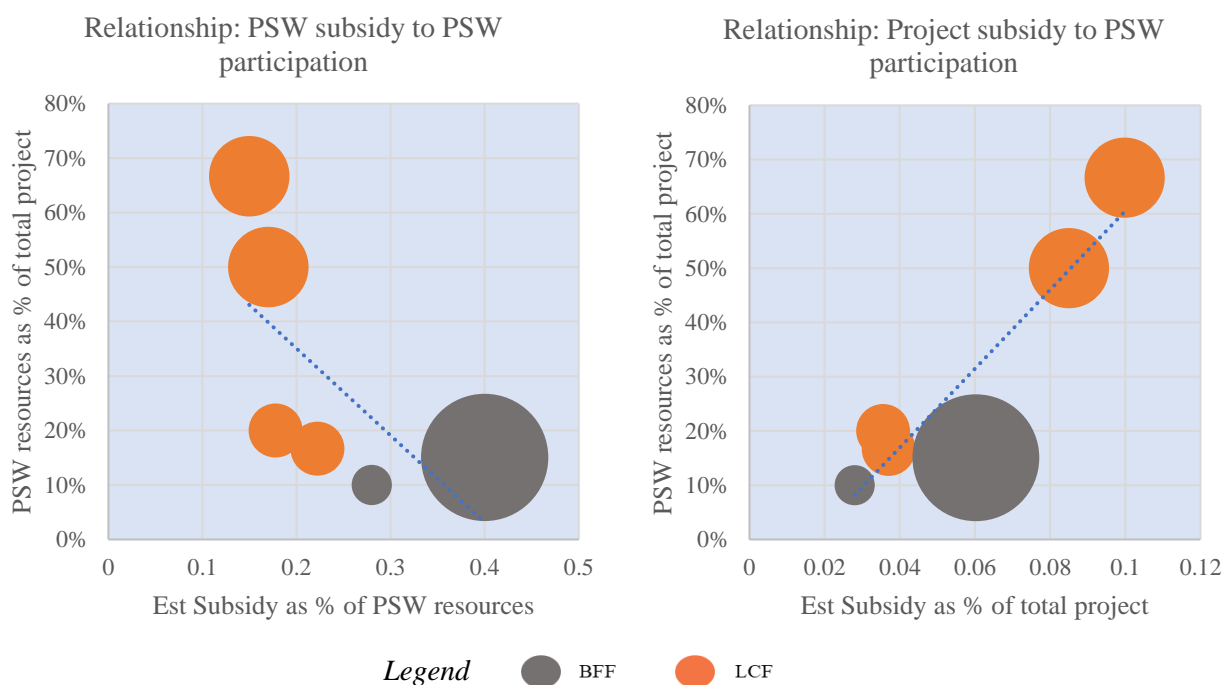 Relationship: PSW subsidy to PSW
participation
PSW resources as % of total project
80%
70%
60%
50%
40%
30%
20%
10%
0%
0 0.1 0.2 0.3 0.4 0.5
Est Subsidy as % of PSW resources
Relationship: Project subsidy to PSW
participation
PSW resources as % of total project
80%
70%
60%
50%
40%
30%
20%
10%
0%
0 0.02 0.04 0.06 0.08 0.1 0.12
Est Subsidy as % of total project
Legend BFF LCF